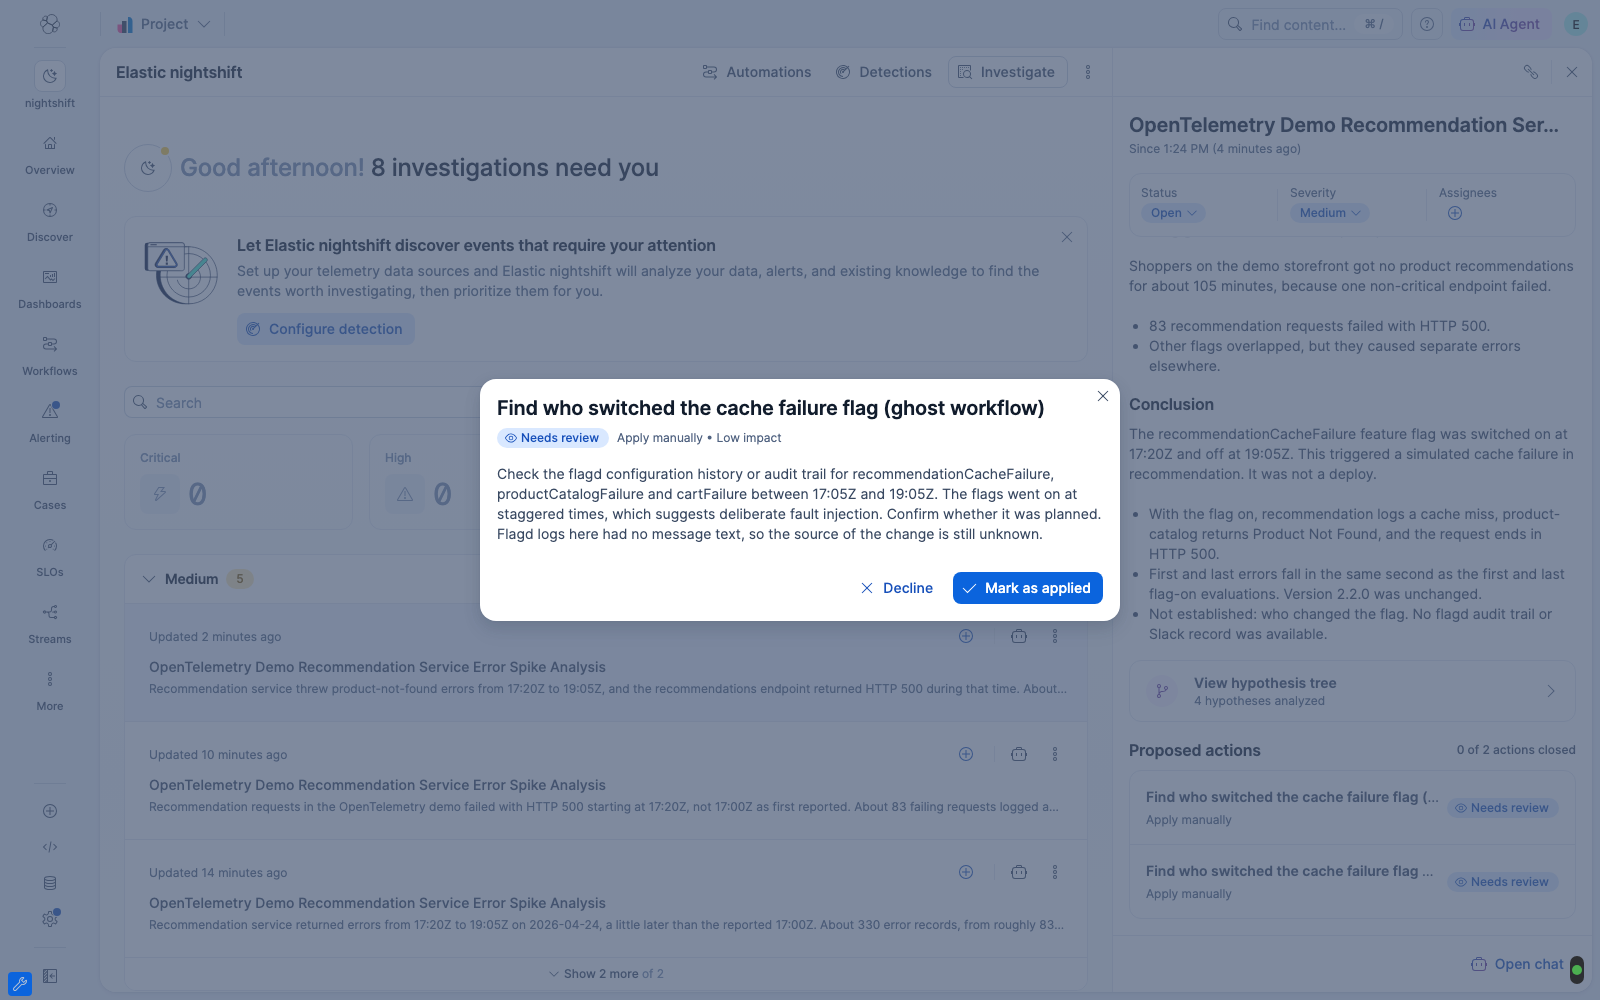 Project
Find content...
⌘ /
AI Agent
E
nightshift
Overview
Discover
Dashboards
Workflows
Alerting
Cases
SLOs
Streams
More
Elastic nightshift
Automations
Detections
Investigate
Good afternoon! 8 investigations need you
Let Elastic nightshift discover events that require your attention
Set up your telemetry data sources and Elastic nightshift will analyze your data, alerts, and existing knowledge to find the
events worth investigating, then prioritize them for you.
Configure detection
Search
Critical
0
High
0
Medium 5
Updated 2 minutes ago
OpenTelemetry Demo Recommendation Service Error Spike Analysis
Recommendation service threw product-not-found errors from 17:20Z to 19:05Z, and the recommendations endpoint returned HTTP 500 during that time. About...
Updated 10 minutes ago
OpenTelemetry Demo Recommendation Service Error Spike Analysis
Recommendation requests in the OpenTelemetry demo failed with HTTP 500 starting at 17:20Z, not 17:00Z as first reported. About 83 failing requests logged a...
Updated 14 minutes ago
OpenTelemetry Demo Recommendation Service Error Spike Analysis
Recommendation service returned errors from 17:20Z to 19:05Z on 2026-04-24, a little later than the reported 17:00Z. About 330 error records, from roughly 83...
Show 2 more of 2
Find who switched the cache failure flag (ghost workflow)
Needs review
Apply manually • Low impact
Check the flagd configuration history or audit trail for recommendationCacheFailure,
productCatalogFailure and cartFailure between 17:05Z and 19:05Z. The flags went on at
staggered times, which suggests deliberate fault injection. Confirm whether it was planned.
Flagd logs here had no message text, so the source of the change is still unknown.
Decline
Mark as applied
OpenTelemetry Demo Recommendation Ser...
Since 1:24 PM (4 minutes ago)
Status
Open
Severity
Medium
Assignees
Shoppers on the demo storefront got no product recommendations
for about 105 minutes, because one non-critical endpoint failed.
• 83 recommendation requests failed with HTTP 500.
• Other flags overlapped, but they caused separate errors
elsewhere.
Conclusion
The recommendationCacheFailure feature flag was switched on at
17:20Z and off at 19:05Z. This triggered a simulated cache failure in
recommendation. It was not a deploy.
• With the flag on, recommendation logs a cache miss, product-
catalog returns Product Not Found, and the request ends in
HTTP 500.
• First and last errors fall in the same second as the first and last
flag-on evaluations. Version 2.2.0 was unchanged.
• Not established: who changed the flag. No flagd audit trail or
Slack record was available.
View hypothesis tree
4 hypotheses analyzed
Proposed actions
0 of 2 actions closed
Find who switched the cache failure flag (...
Needs review
Apply manually
Find who switched the cache failure flag ...
Needs review
Apply manually
Open chat